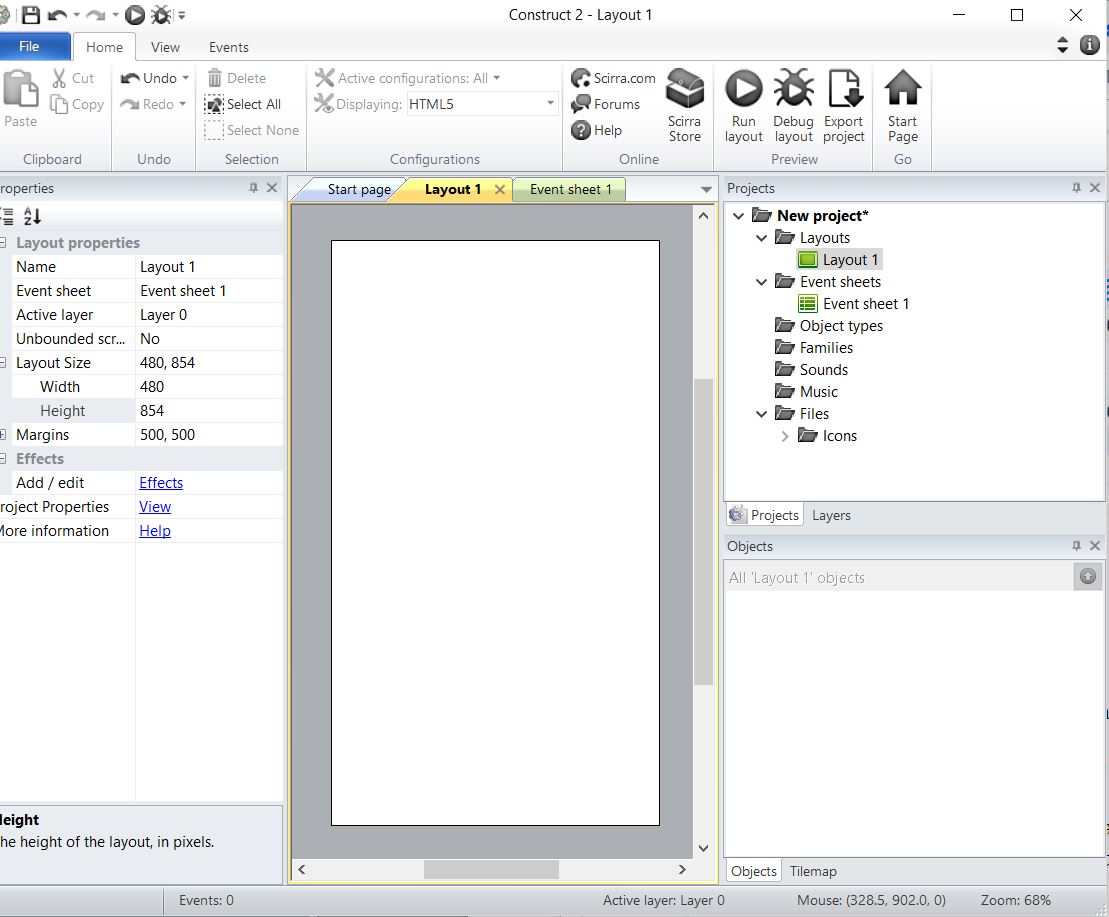 Construct 2 - Layout 1
File Home View Events
Paste
Cut
Copy
Clipboard
Undo
Redo
Undo
Delete
Select All
Select None
Selection
Active configurations: All
Displaying: HTML5
Configurations
Scirra.com
Forums
Help
Scirra
Store
Online
Run
layout
Debug
layout
Export
project
Preview
Start
Page
Go
roperties
Layout properties
Name Layout 1
Event sheet Event sheet 1
Active layer Layer 0
Unbounded scr... No
Layout Size 480, 854
Width 480
Height 854
Margins 500, 500
Effects
Add / edit Effects
roject Properties View
More information Help
Height
he height of the layout, in pixels.
Start page Layout 1 Event sheet 1
Projects
New project*
Layouts
Layout 1
Event sheets
Event sheet 1
Object types
Families
Sounds
Music
Files
Icons
Projects Layers
Objects
All 'Layout 1' objects
Objects Tilemap
Events: 0 Active layer: Layer 0 Mouse: (328.5, 902.0, 0) Zoom: 68%